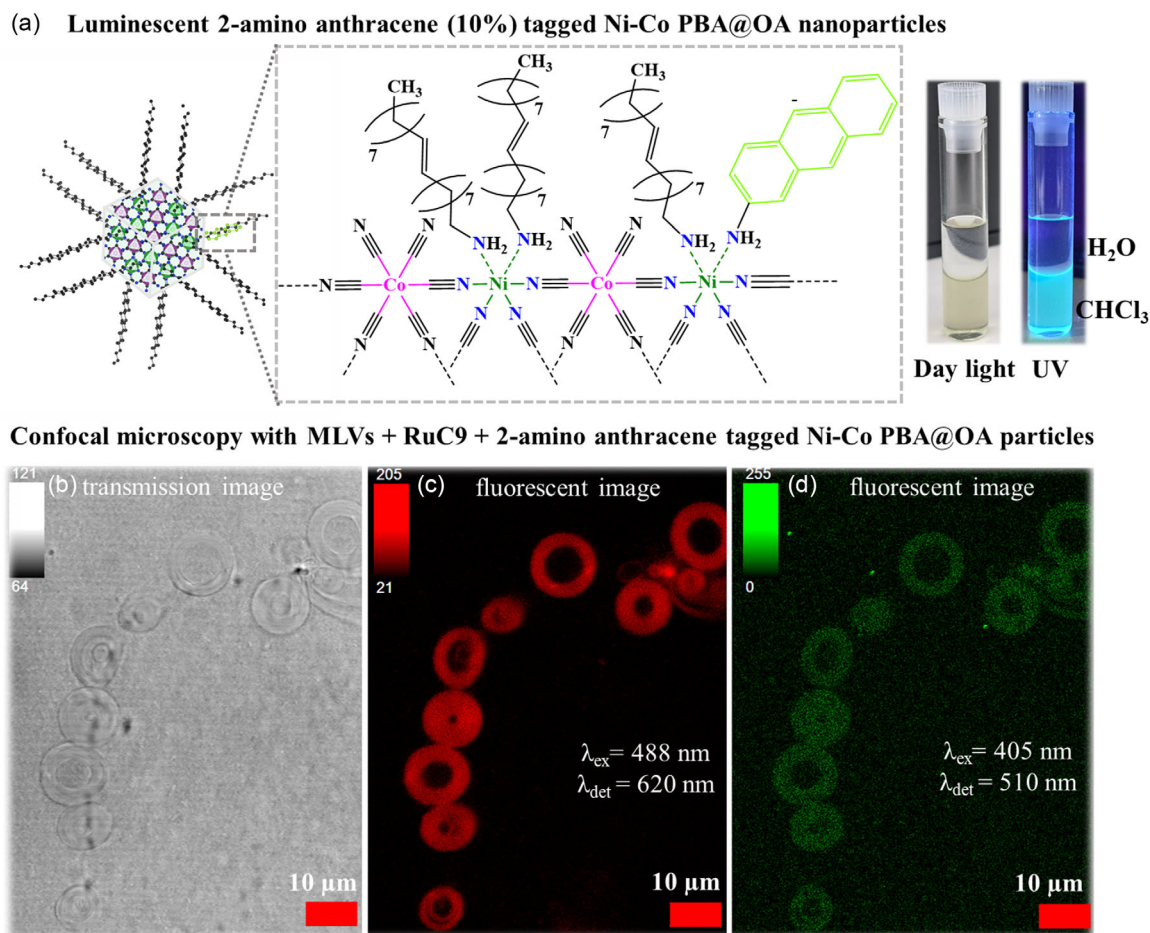 (a) Luminescent 2-amino anthracene (10%) tagged Ni-Co PBA@OA nanoparticles
CH3 CH3 CH3
7 7 7
7 7 7
-
N N NH2 NH2 N N NH2 NH2
N Co N Ni N Co N Ni N
N N N N N N N N
H2O
CHCl3
Day light UV
Confocal microscopy with MLVs + RuC9 + 2-amino anthracene tagged Ni-Co PBA@OA particles
121 (b) transmission image
64
205 (c) fluorescent image
21
λex= 488 nm
λdet = 620 nm
255 (d) fluorescent image
0
λex= 405 nm
λdet = 510 nm
10 µm
10 µm
10 µm